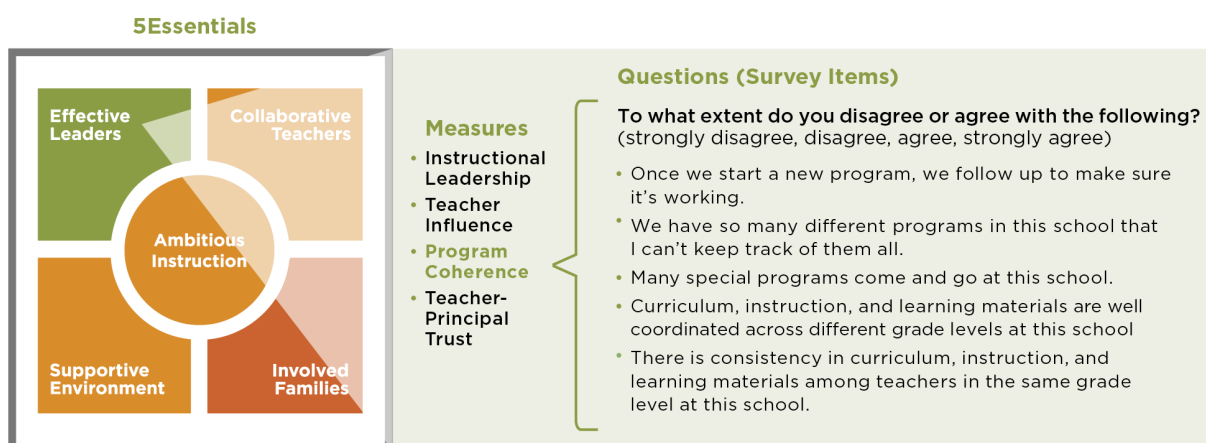 5Essentials
Effective
Leaders
Collaborative
Teachers
Ambitious
Instruction
Supportive
Environment
Involved
Families
Measures
• Instructional
Leadership
• Teacher
Influence
• Program
Coherence
• Teacher-
Principal
Trust
Questions (Survey Items)
To what extent do you disagree or agree with the following?
(strongly disagree, disagree, agree, strongly agree)
• Once we start a new program, we follow up to make sure
it’s working.
• We have so many different programs in this school that
I can’t keep track of them all.
• Many special programs come and go at this school.
• Curriculum, instruction, and learning materials are well
coordinated across different grade levels at this school
• There is consistency in curriculum, instruction, and
learning materials among teachers in the same grade
level at this school.